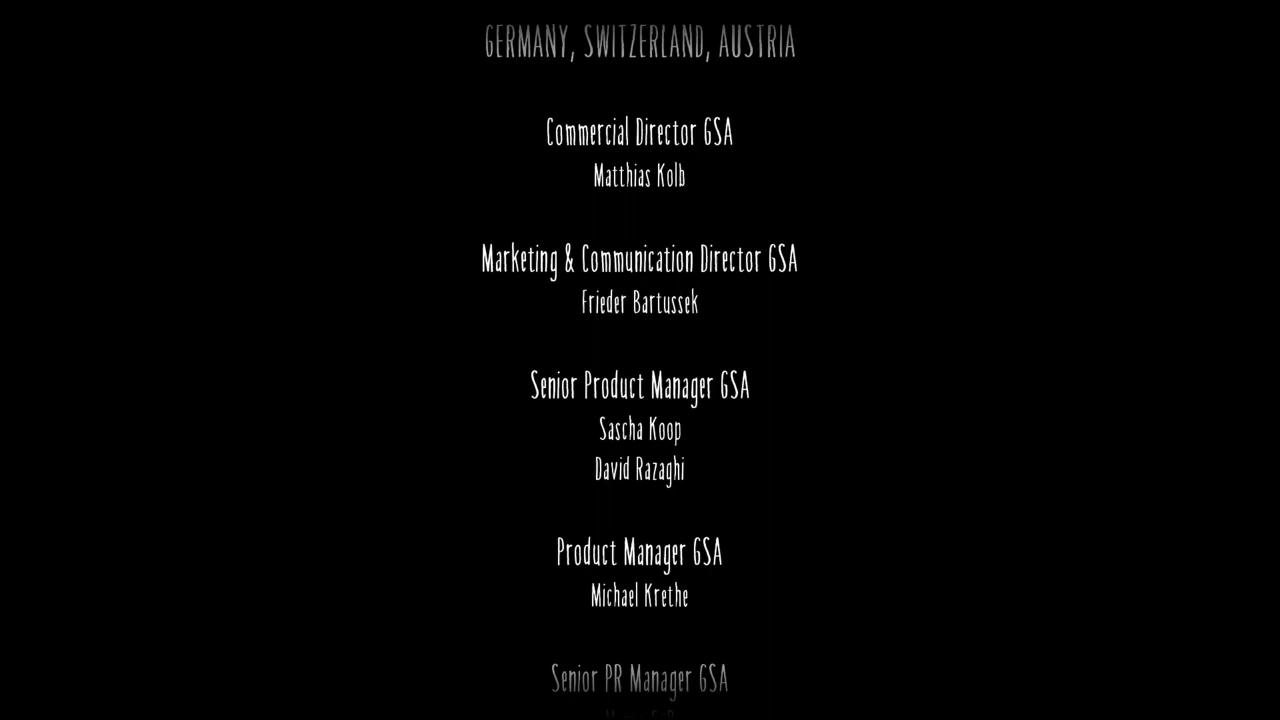 GERMANY, SWITZERLAND, AUSTRIA
Commercial Director GSA
Matthias Kolb
Marketing & Communication Director GSA
Frieder Bartussek
Senior Product Manager GSA
Sascha Koop
David Razaghi
Product Manager GSA
Michael Krethe
Senior PR Manager GSA